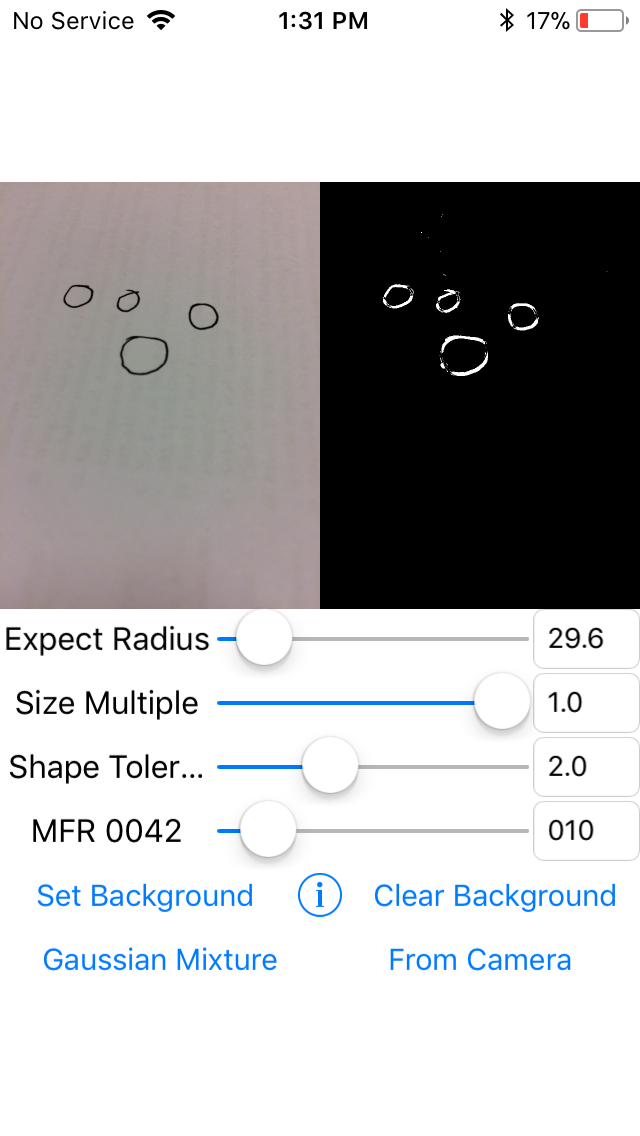 No Service 1:31 PM 17%
Expect Radius 29.6
Size Multiple 1.0
Shape Toler... 2.0
MFR 0042 010
Set Background i Clear Background
Gaussian Mixture From Camera